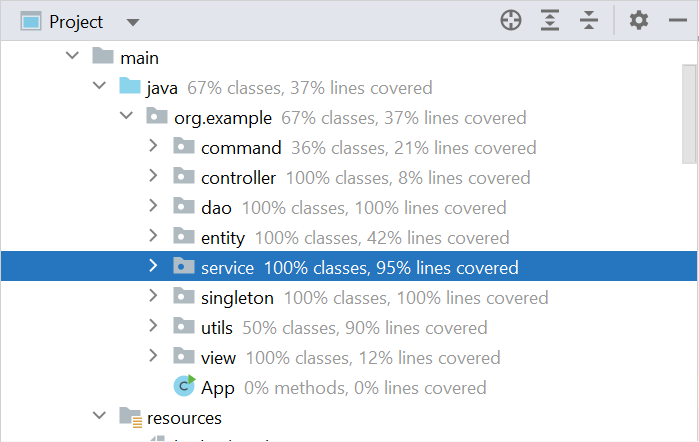 Project
main
java 67% classes, 37% lines covered
org.example 67% classes, 37% lines covered
command 36% classes, 21% lines covered
controller 100% classes, 8% lines covered
dao 100% classes, 100% lines covered
entity 100% classes, 42% lines covered
service 100% classes, 95% lines covered
singleton 100% classes, 100% lines covered
utils 50% classes, 90% lines covered
view 100% classes, 12% lines covered
C App 0% methods, 0% lines covered
resources